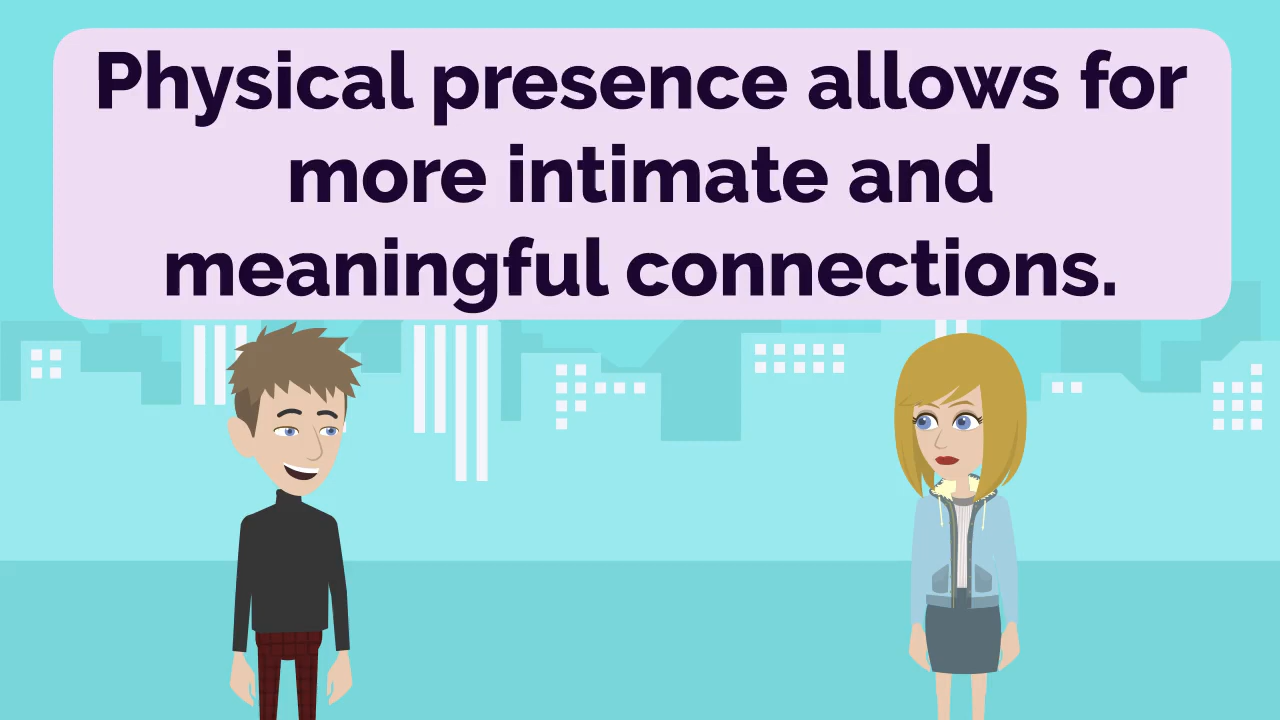 Physical presence allows for
more intimate and
meaningful connections.